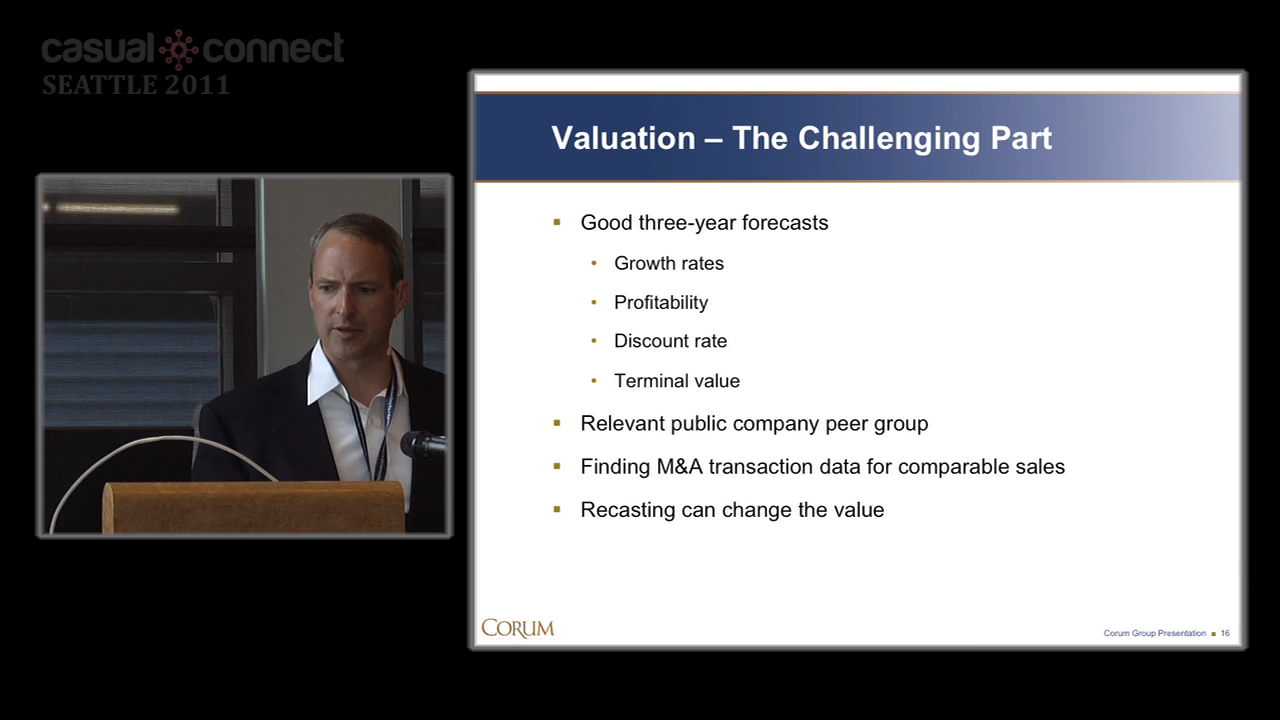 casual connect
SEATTLE 2011
Valuation – The Challenging Part
▪ Good three-year forecasts
• Growth rates
• Profitability
• Discount rate
• Terminal value
▪ Relevant public company peer group
▪ Finding M&A transaction data for comparable sales
▪ Recasting can change the value
CORUM
Corum Group Presentation ▪ 16